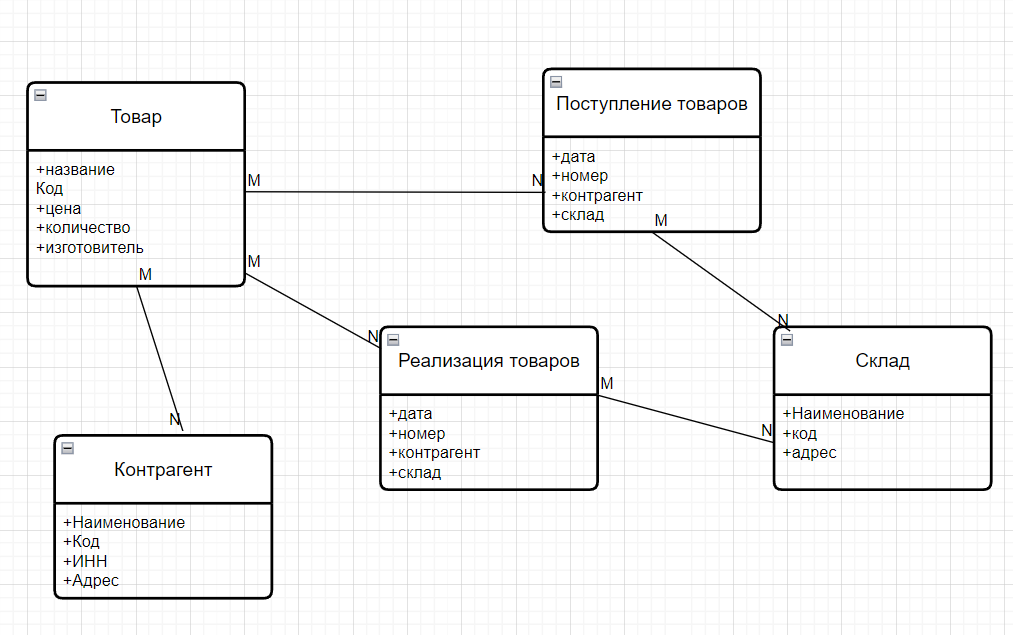 Товар
+название
Код
+цена
+количество
+изготовитель
M
M
M
N
Поступление товаров
+дата
+номер
+контрагент
+склад
M
N
N
Реализация товаров
+дата
+номер
+контрагент
+склад
M
N
N
Склад
+Наименование
+код
+адрес
Контрагент
+Наименование
+Код
+ИНН
+Адрес